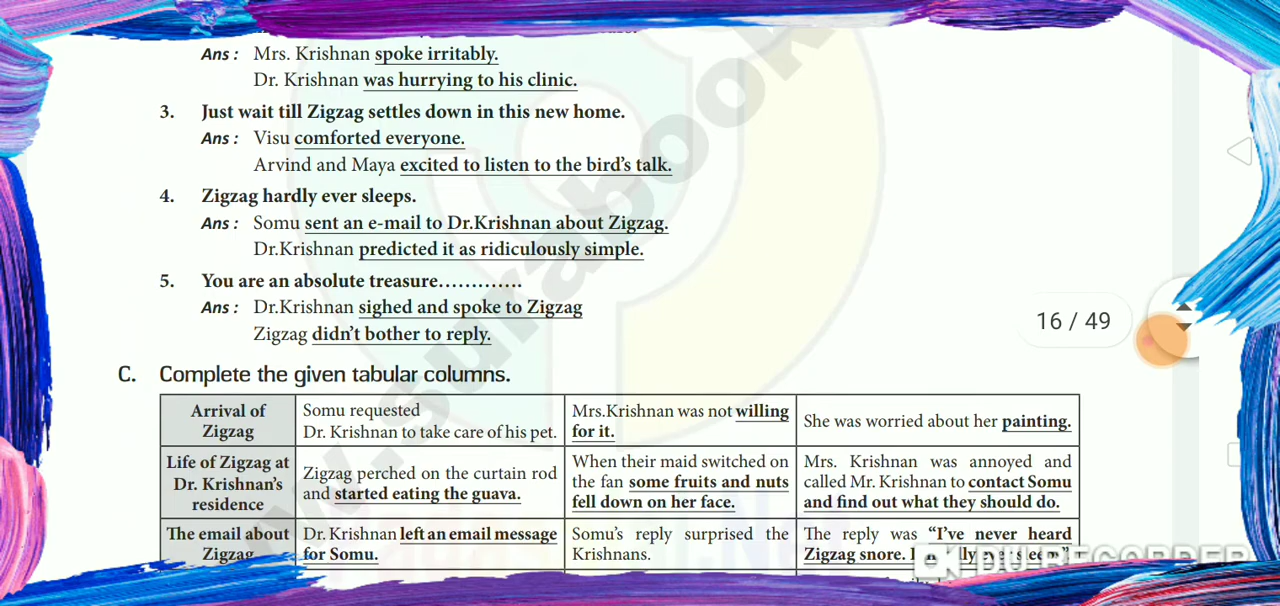 Ans : Mrs. Krishnan spoke irritably.
Dr. Krishnan was hurrying to his clinic.
3. Just wait till Zigzag settles down in this new home.
Ans : Visu comforted everyone.
Arvind and Maya excited to listen to the bird's talk.
4. Zigzag hardly ever sleeps.
Ans : Somu sent an e-mail to Dr.Krishnan about Zigzag.
Dr.Krishnan predicted it as ridiculously simple.
5. You are an absolute treasure………….
Ans : Dr.Krishnan sighed and spoke to Zigzag
Zigzag didn't bother to reply.
16 / 49
C. Complete the given tabular columns.
Arrival of
Zigzag
Somu requested
Dr. Krishnan to take care of his pet.
Mrs.Krishnan was not willing
for it.
She was worried about her painting.
Life of Zigzag at
Dr. Krishnan's
residence
Zigzag perched on the curtain rod
and started eating the guava.
When their maid switched on
the fan some fruits and nuts
fell down on her face.
Mrs. Krishnan was annoyed and
called Mr. Krishnan to contact Somu
and find out what they should do.
The email about
Zigzag
Dr. Krishnan left an email message
for Somu.
Somu's reply surprised the
Krishnans.
The reply was "I've never heard
Zigzag snore.